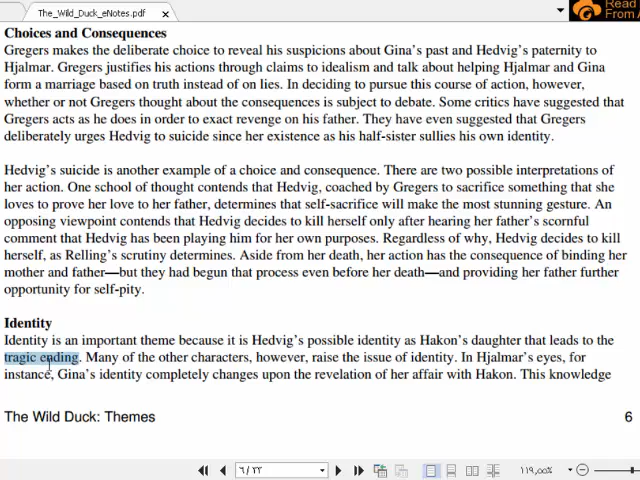 The_Wild_Duck_eNotes.pdf
Read
From A
Choices and Consequences
Gregers makes the deliberate choice to reveal his suspicions about Gina's past and Hedvig's paternity to
Hjalmar. Gregers justifies his actions through claims to idealism and talk about helping Hjalmar and Gina
form a marriage based on truth instead of on lies. In deciding to pursue this course of action, however,
whether or not Gregers thought about the consequences is subject to debate. Some critics have suggested that
Gregers acts as he does in order to exact revenge on his father. They have even suggested that Gregers
deliberately urges Hedvig to suicide since her existence as his half-sister sullies his own identity.
Hedvig's suicide is another example of a choice and consequence. There are two possible interpretations of
her action. One school of thought contends that Hedvig, coached by Gregers to sacrifice something that she
loves to prove her love to her father, determines that self-sacrifice will make the most stunning gesture. An
opposing viewpoint contends that Hedvig decides to kill herself only after hearing her father's scornful
comment that Hedvig has been playing him for her own purposes. Regardless of why, Hedvig decides to kill
herself, as Relling's scrutiny determines. Aside from her death, her action has the consequence of binding her
mother and father—but they had begun that process even before her death—and providing her father further
opportunity for self-pity.
Identity
Identity is an important theme because it is Hedvig's possible identity as Hakon's daughter that leads to the
tragic ending. Many of the other characters, however, raise the issue of identity. In Hjalmar's eyes, for
instance, Gina's identity completely changes upon the revelation of her affair with Hakon. This knowledge
The Wild Duck: Themes 6
۶/۲۲ ۱۱۹٫۵۵%